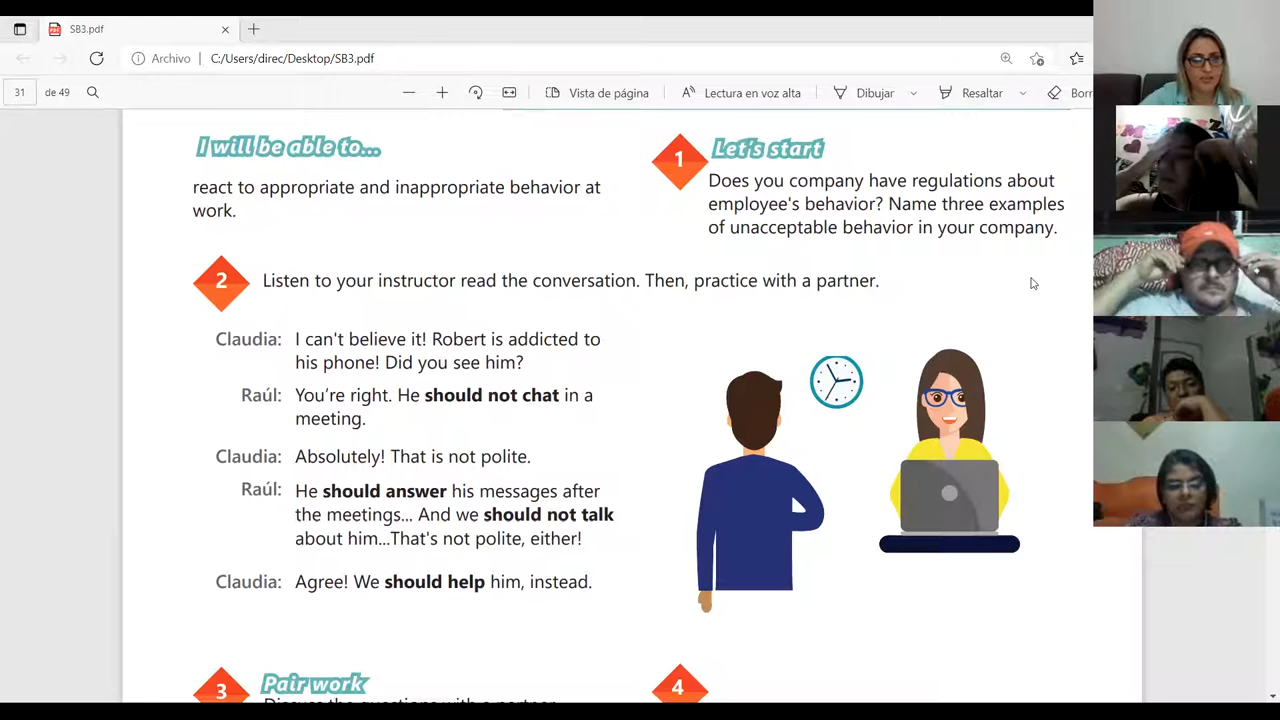 SB3.pdf
Archivo C:/Users/direc/Desktop/SB3.pdf
31 de 49 Vista de página Lectura en voz alta Dibujar Resaltar Borr
I will be able to...
react to appropriate and inappropriate behavior at
work.
1 Let's start
Does you company have regulations about
employee's behavior? Name three examples
of unacceptable behavior in your company.
2 Listen to your instructor read the conversation. Then, practice with a partner.
Claudia: I can't believe it! Robert is addicted to
his phone! Did you see him?
Raúl: You're right. He should not chat in a
meeting.
Claudia: Absolutely! That is not polite.
Raúl: He should answer his messages after
the meetings... And we should not talk
about him...That's not polite, either!
Claudia: Agree! We should help him, instead.
3 Pair work
Discuss the questions with a partner
4